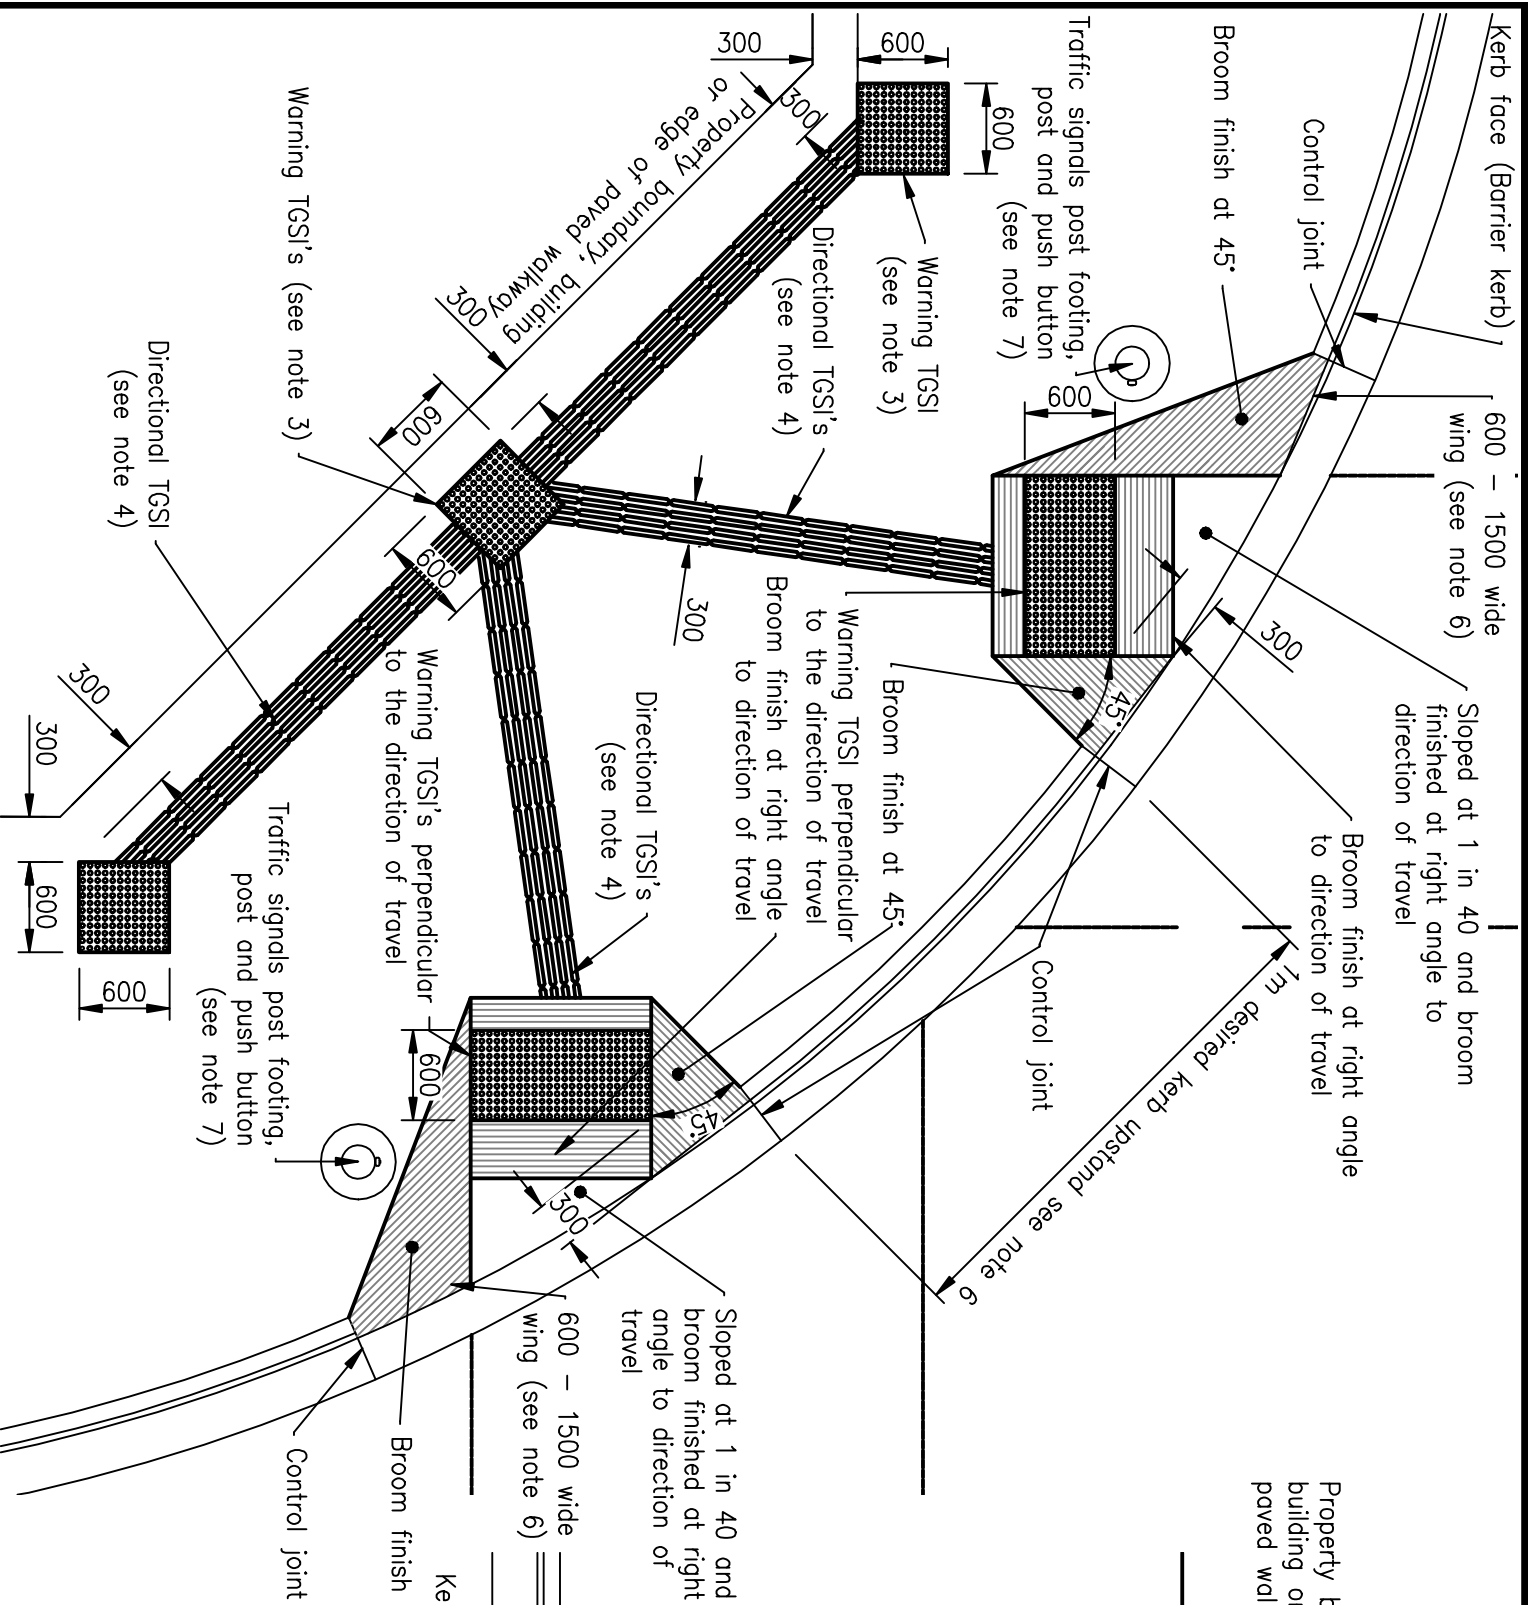 Kerb face (Barrier kerb)
Control joint
Broom finish at 45°
Traffic signals post footing,
post and push button
(see note 7)
Warning TGSI
(see note 3)
Directional TGSI's
(see note 4)
600
600
300
300
Property boundary, building
or edge of paved walkway
300
600
Warning TGSI's (see note 3)
Directional TGSI
(see note 4)
600
300
300
600
600
600 - 1500 wide
wing (see note 6)
600
300
45°
Sloped at 1 in 40 and broom
finished at right angle to
direction of travel
Broom finish at right angle
to direction of travel
300
Broom finish at 45°
Warning TGSI perpendicular
to the direction of travel
Broom finish at right angle
to direction of travel
Directional TGSI's
(see note 4)
Warning TGSI's perpendicular
to the direction of travel
Traffic signals post footing,
post and push button
(see note 7)
Control joint
1m desired kerb upstand see note 6
600
45°
300
Sloped at 1 in 40 and
broom finished at right
angle to direction of
travel
600 - 1500 wide
wing (see note 6)
Broom finish
Control joint
Ke
Property b
building or
paved wal